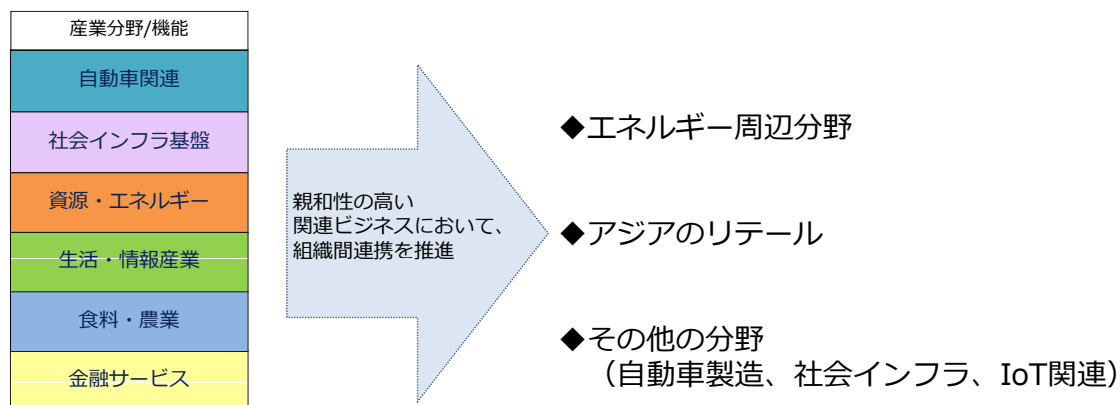 産業分野/機能
自動車関連
社会インフラ基盤
資源・エネルギー
生活・情報産業
食料・農業
金融サービス
親和性の高い
関連ビジネスにおいて、
組織間連携を推進
◆エネルギー周辺分野
◆アジアのリテール
◆その他の分野
（自動車製造、社会インフラ、IoT関連）